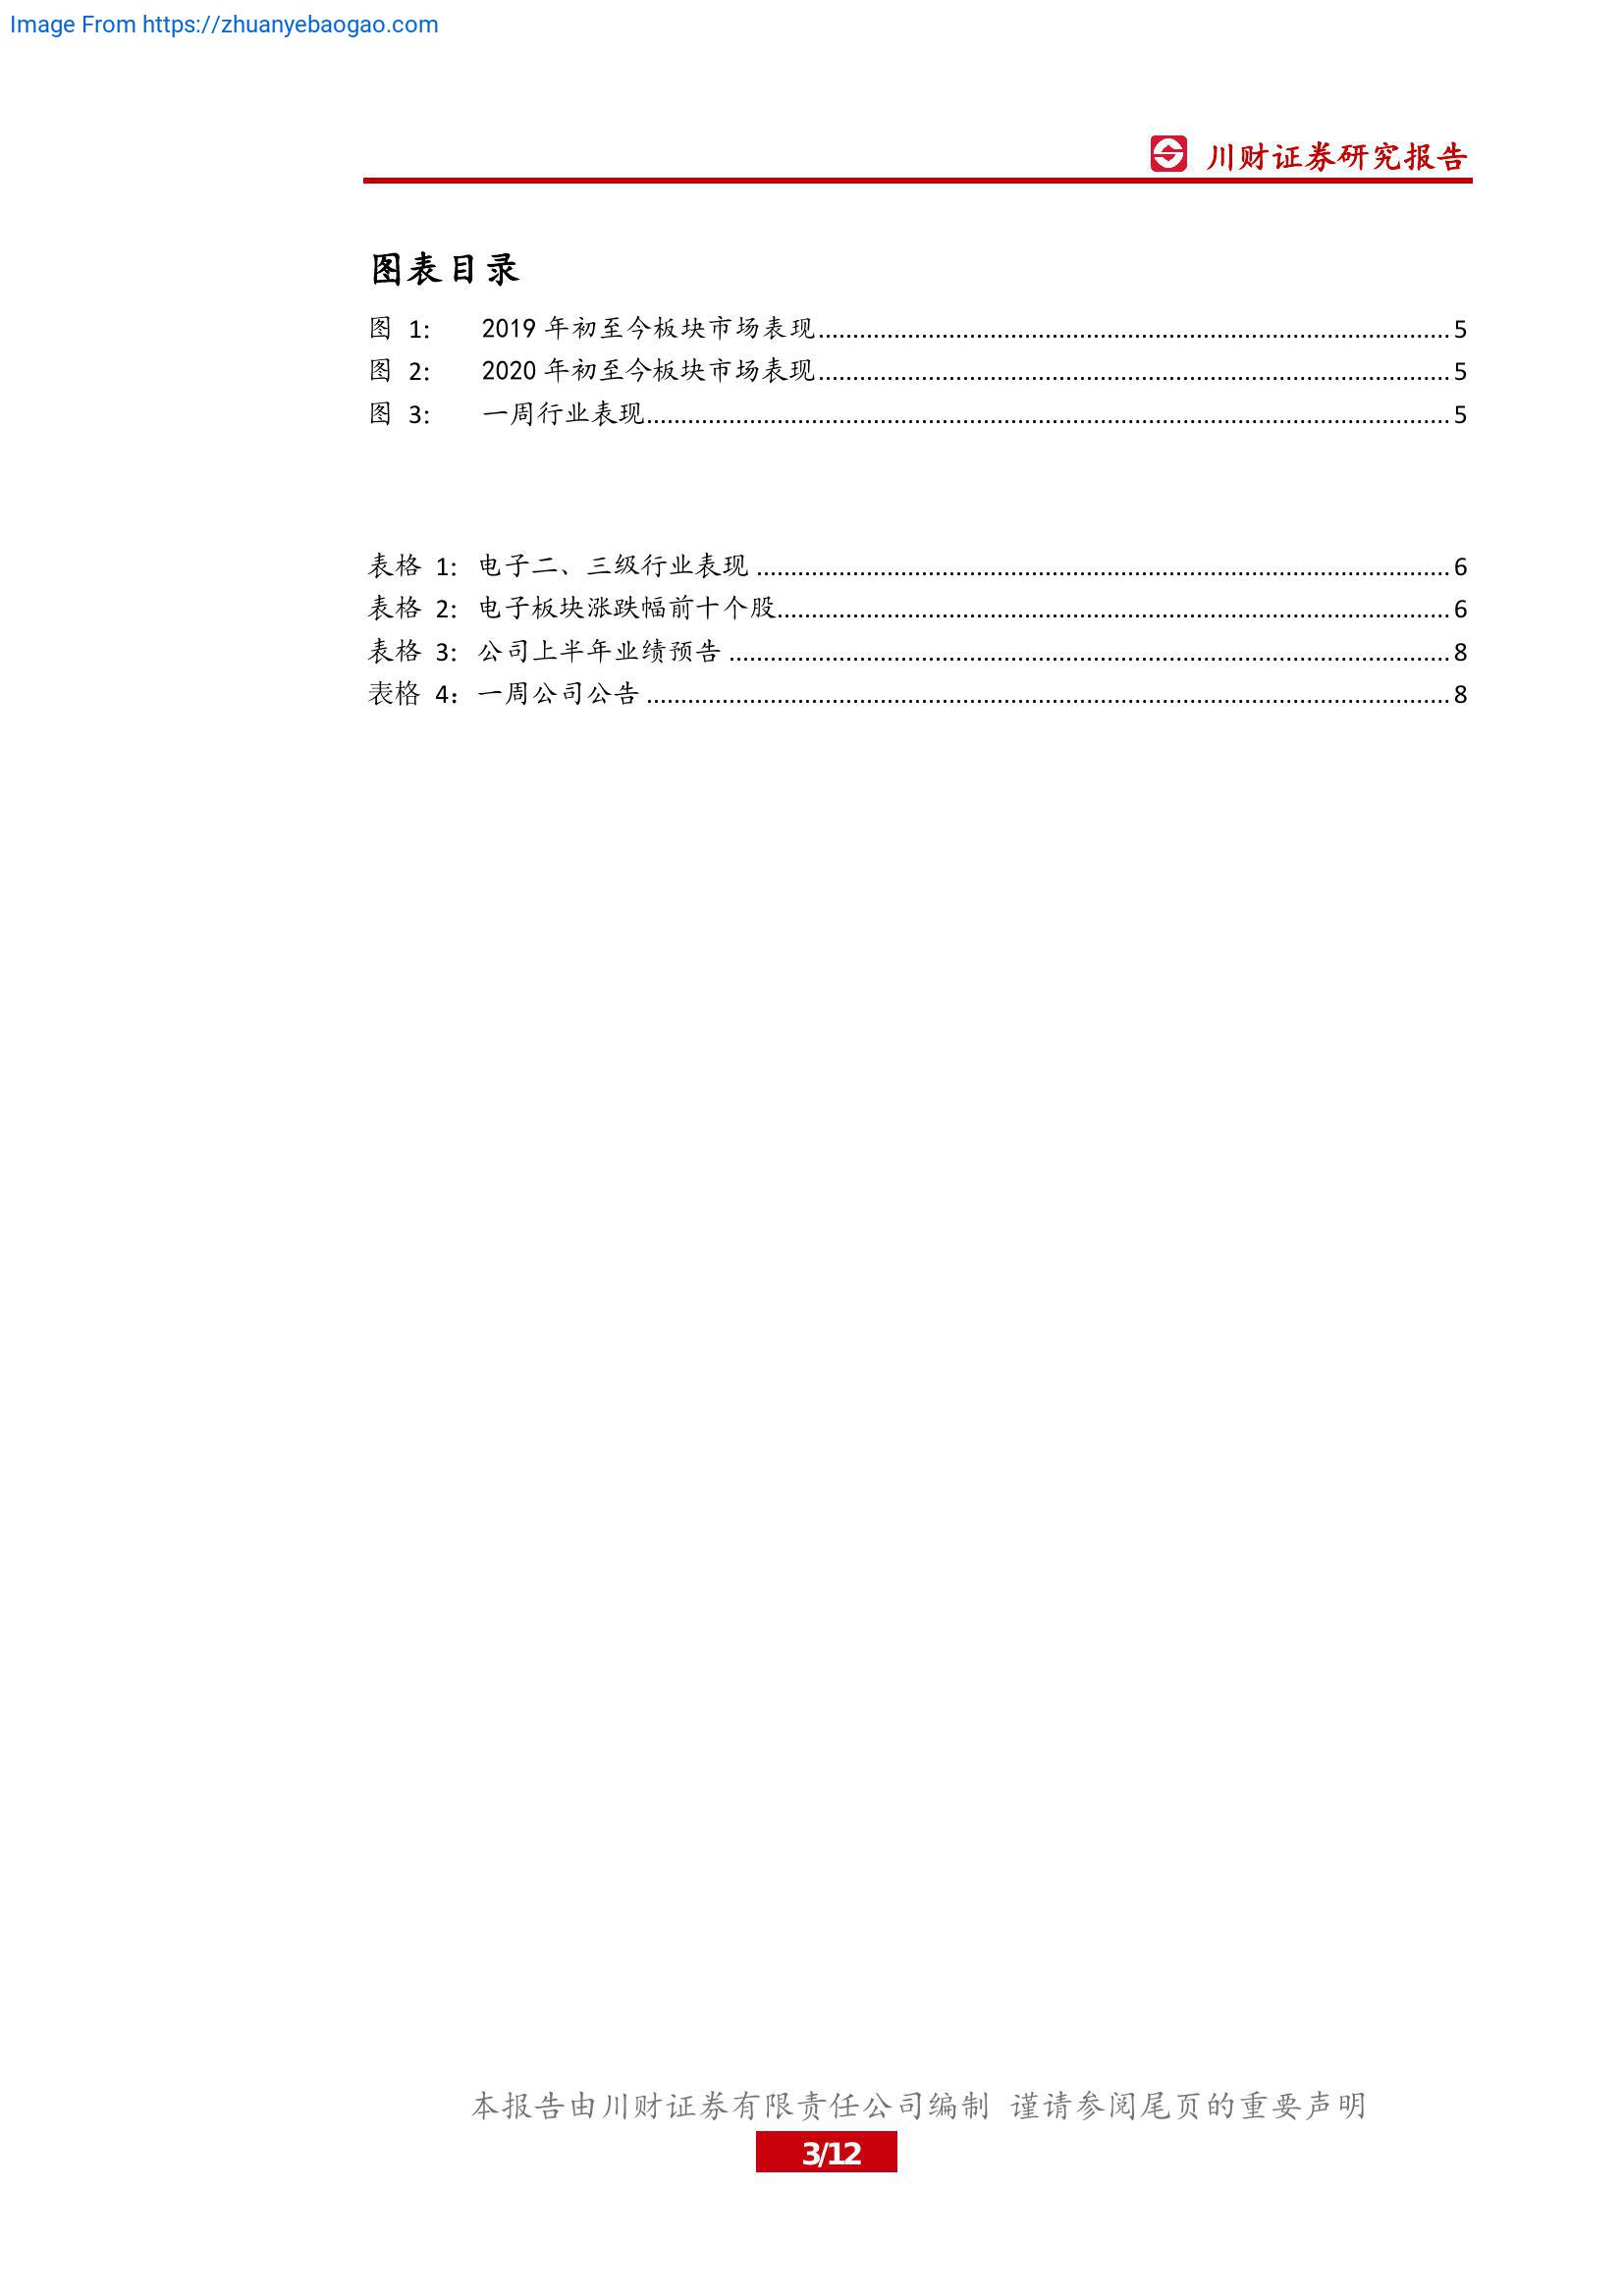 Image From https://zhuanyebaogao.com
川财证券研究报告
图表目录
图 1: 2019 年初至今板块市场表现 5
图 2: 2020 年初至今板块市场表现 5
图 3: 一周行业表现 5
表格 1: 电子二、三级行业表现 6
表格 2: 电子板块涨跌幅前十个股 6
表格 3: 公司上半年业绩预告 8
表格 4: 一周公司公告 8
本报告由川财证券有限责任公司编制 谨请参阅尾页的重要声明
3/12